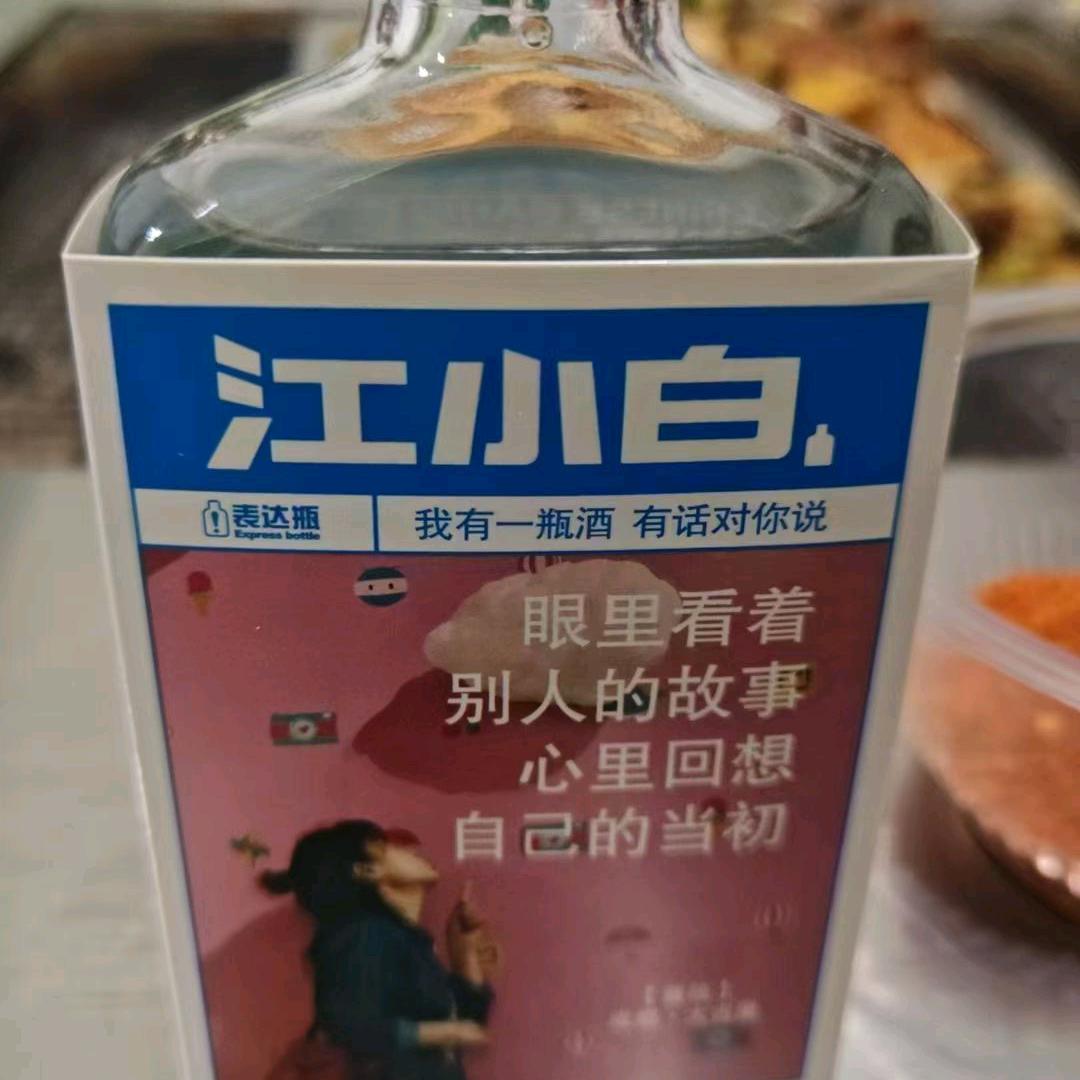 江小白
表达瓶
Express bottle
我有一瓶酒 有话对你说
眼里看着
别人的故事
心里回想
自己的当初